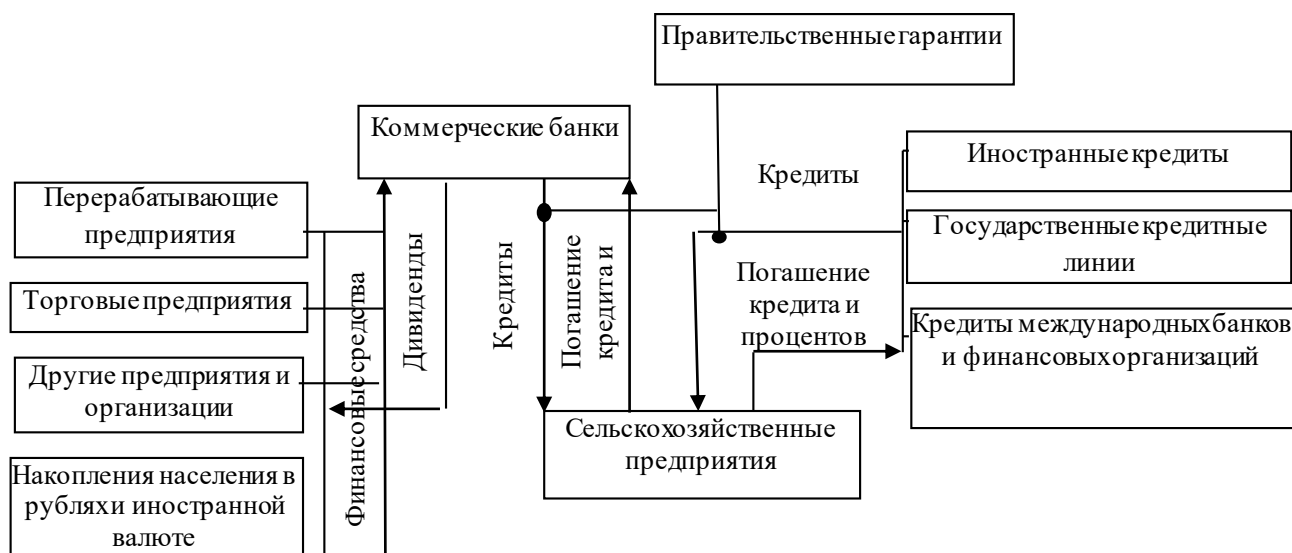 Правительственные гарантии
Коммерческие банки
Иностранные кредиты
Кредиты
Перерабатывающие
предприятия
Государственные кредитные
линии
Торговые предприятия
Финансовые средства
Дивиденды
Кредиты
Погашение
кредита и
Погашение
кредита и
процентов
Кредиты международных банков
и финансовых организаций
Другие предприятия и
организации
Сельскохозяйственные
предприятия
Накопления населения в
рублях и иностранной
валюте